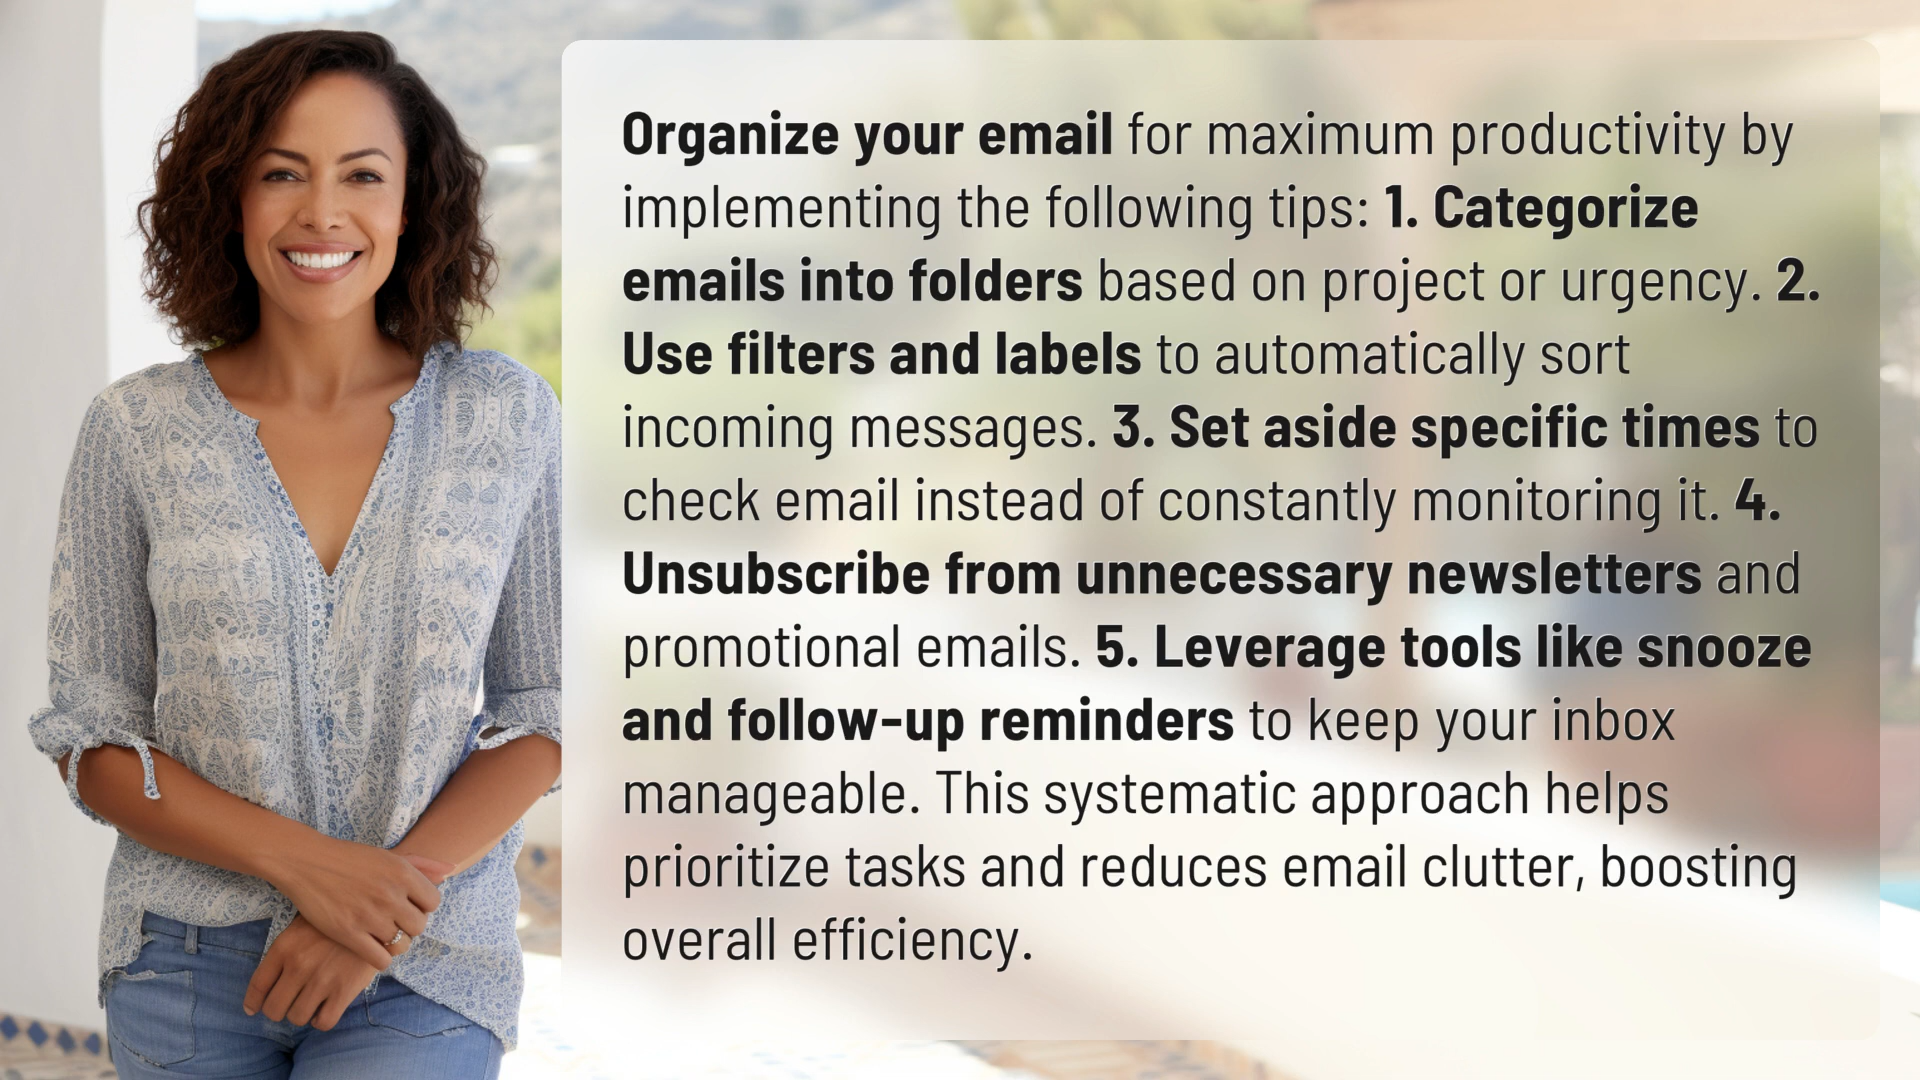 Organize your email for maximum productivity by
implementing the following tips: 1. Categorize
emails into folders based on project or urgency. 2.
Use filters and labels to automatically sort
incoming messages. 3. Set aside specific times to
check email instead of constantly monitoring it. 4.
Unsubscribe from unnecessary newsletters and
promotional emails. 5. Leverage tools like snooze
and follow-up reminders to keep your inbox
manageable. This systematic approach helps
prioritize tasks and reduces email clutter, boosting
overall efficiency.